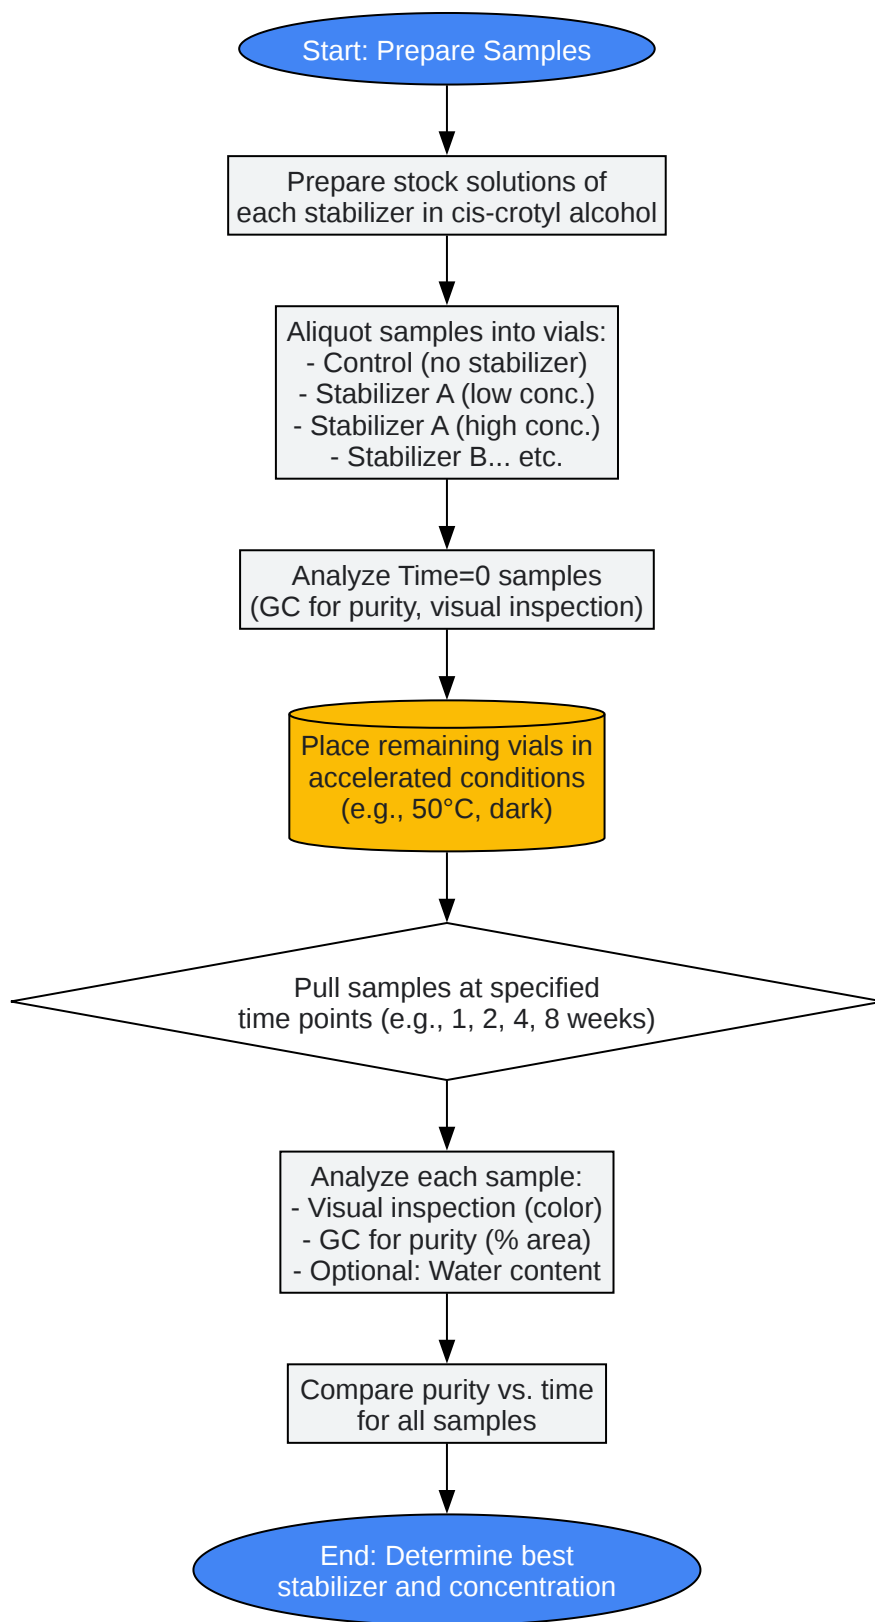 Start: Prepare Samples
Prepare stock solutions of
each stabilizer in cis-crotyl alcohol
Aliquot samples into vials:
- Control (no stabilizer)
- Stabilizer A (low conc.)
- Stabilizer A (high conc.)
- Stabilizer B... etc.
Analyze Time=0 samples
(GC for purity, visual inspection)
Place remaining vials in
accelerated conditions
(e.g., 50°C, dark)
Pull samples at specified
time points (e.g., 1, 2, 4, 8 weeks)
Analyze each sample:
- Visual inspection (color)
- GC for purity (% area)
- Optional: Water content
Compare purity vs. time
for all samples
End: Determine best
stabilizer and concentration